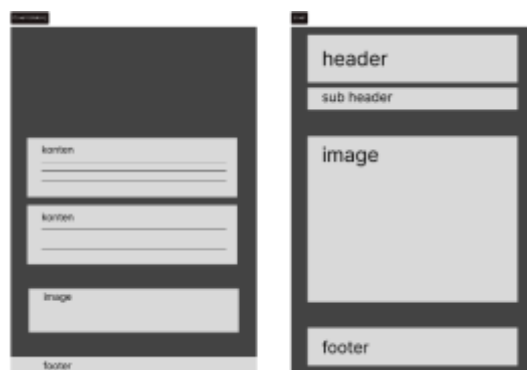 konten
konten
image
footer
header
sub header
image
footer